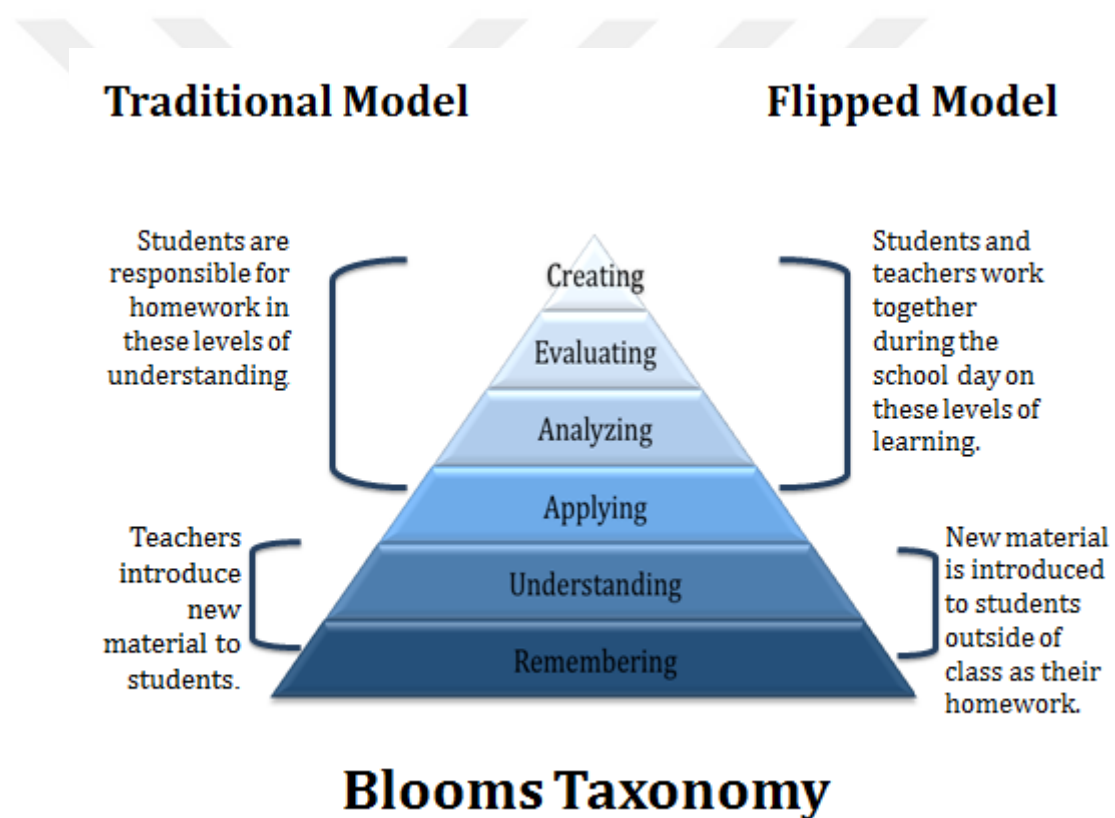 Traditional Model
Flipped Model
Students are
responsible for
homework in
these levels of
understanding.
Teachers
introduce
new
material to
students.
Creating
Evaluating
Analyzing
Applying
Understanding
Remembering
Students and
teachers work
together
during the
school day on
these levels of
learning.
New material
is introduced
to students
outside of
class as their
homework.
Blooms Taxonomy